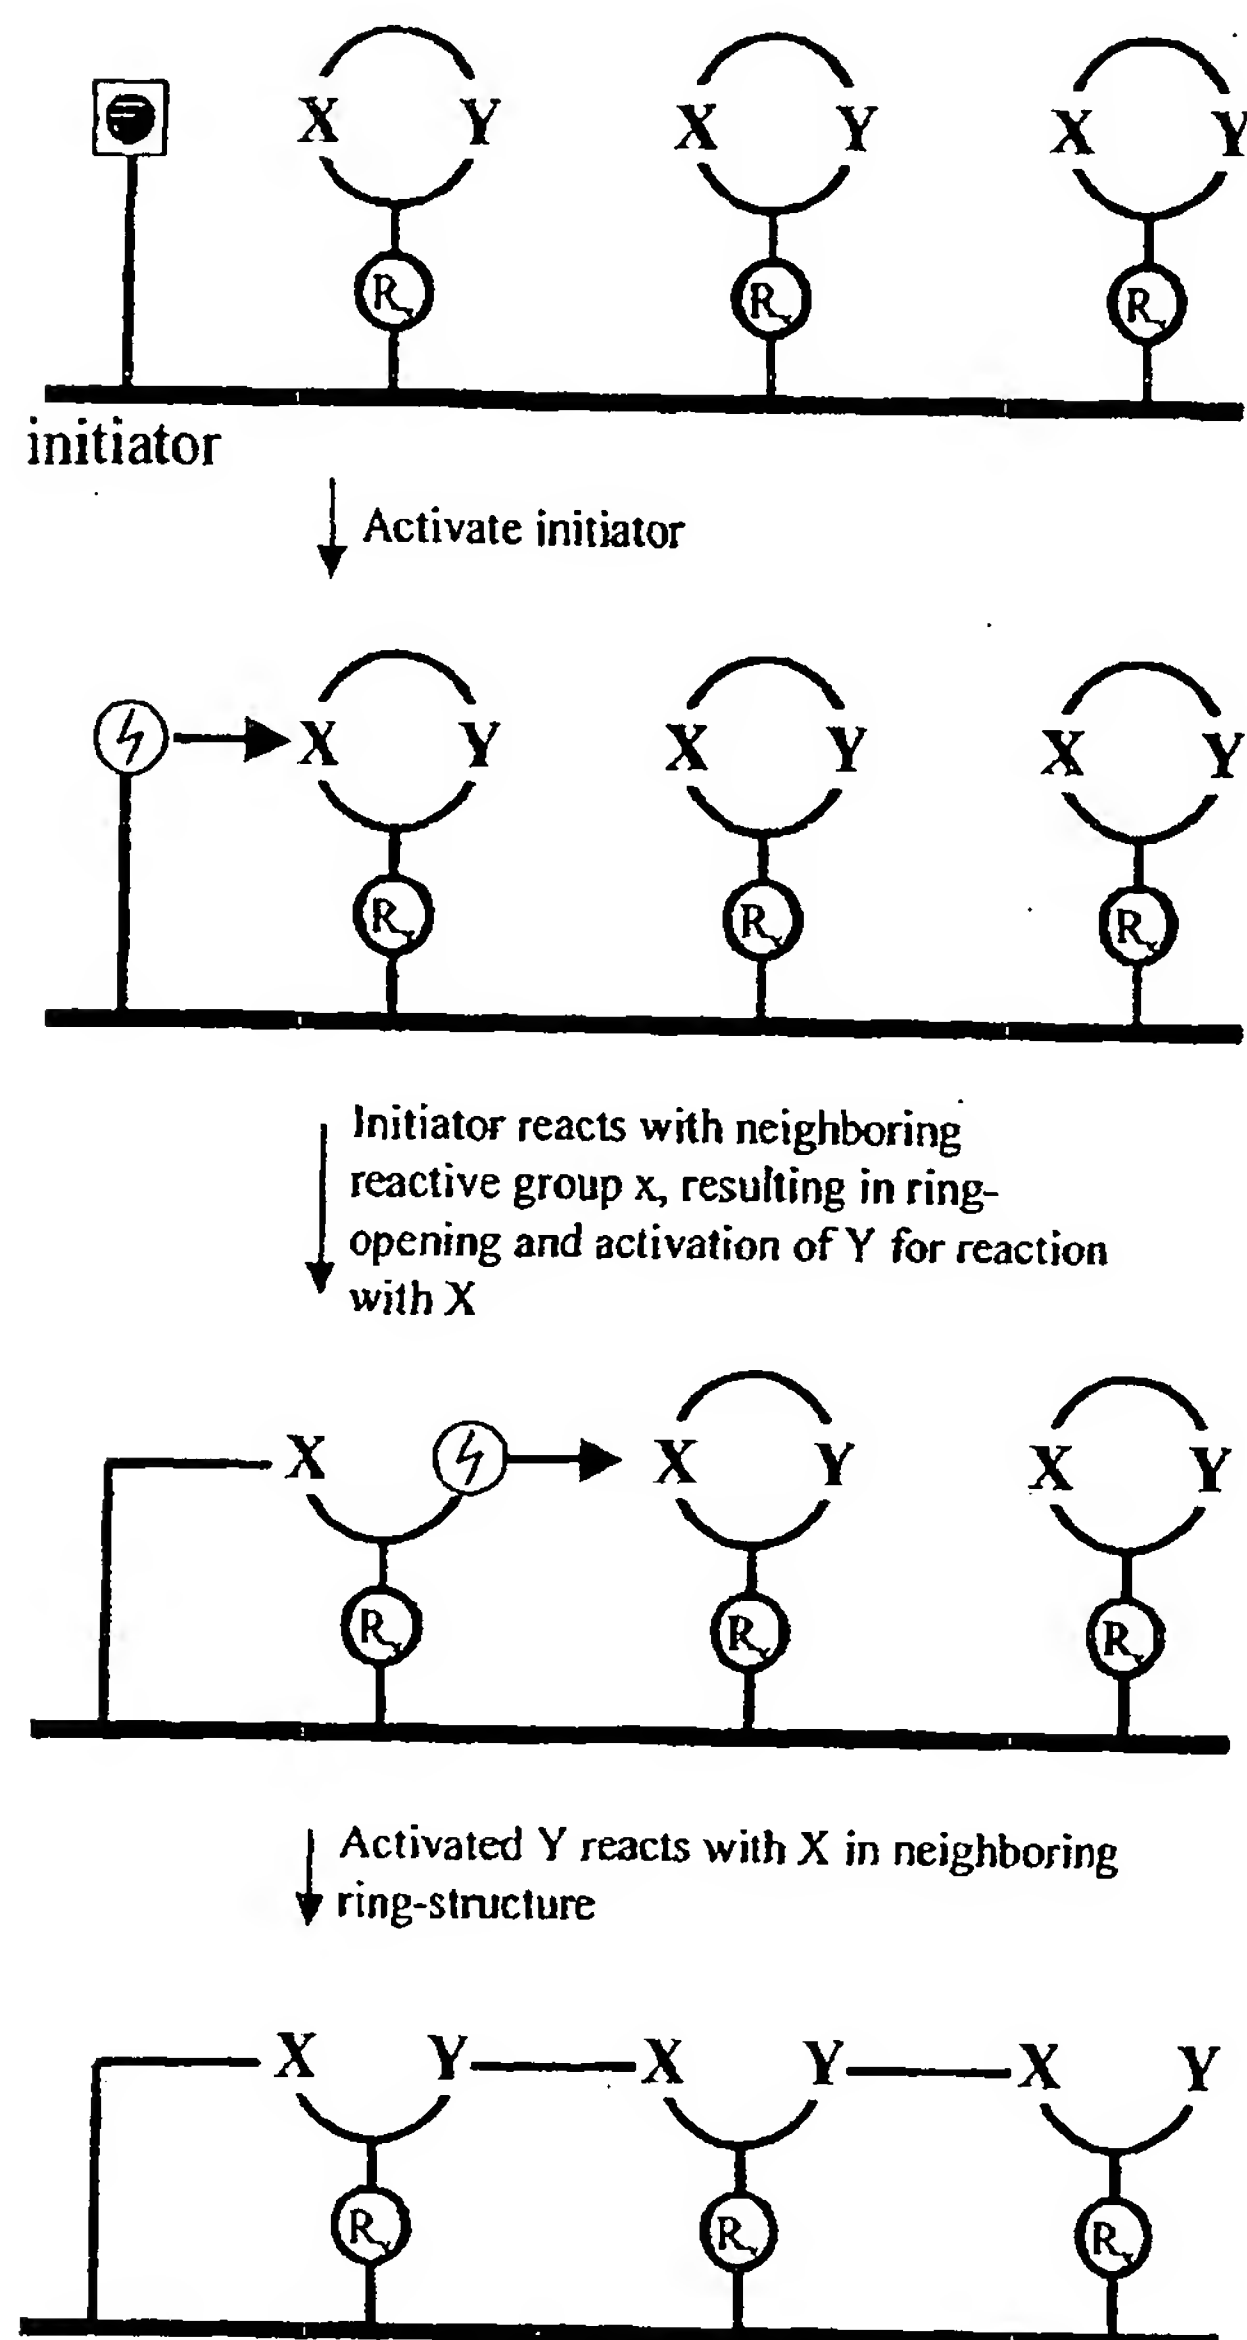 X Y X Y X Y
R R R
initiator
Activate initiator
X Y X Y X Y
R R R
Initiator reacts with neighboring
reactive group x, resulting in ring-
opening and activation of Y for reaction
with X
X X Y X Y
R R R
Activated Y reacts with X in neighboring
ring-structure
X Y X Y X Y
R R R